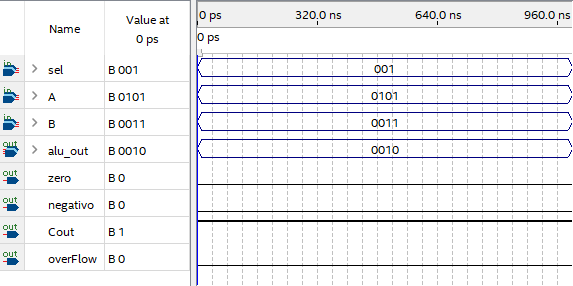 Name
Value at
0 ps
0 ps
320.0 ns
640.0 ns
960.0 ns
0 ps
in
sel
B 001
001
in
A
B 0101
0101
in
B
B 0011
0011
out
alu_out
B 0010
0010
out
zero
B 0
out
negativo
B 0
out
Cout
B 1
out
overFlow
B 0